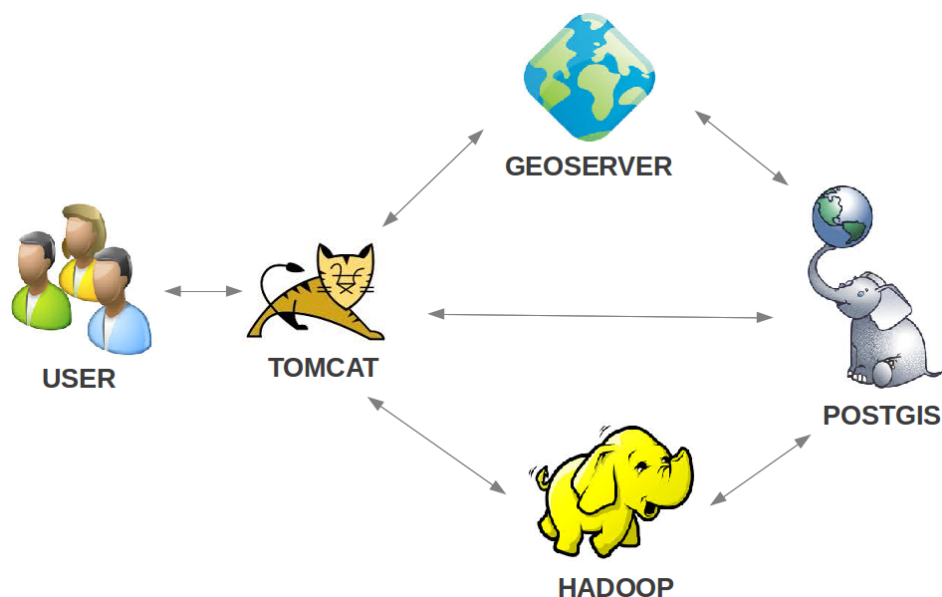 GEOSERVER
USER
TOMCAT
POSTGIS
HADOOP